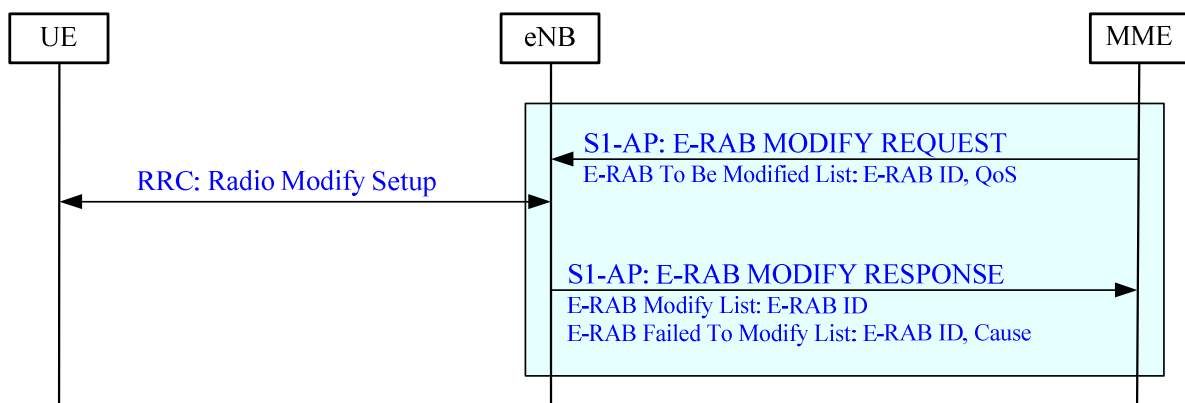 UE
eNB
MME
S1-AP: E-RAB MODIFY REQUEST
E-RAB To Be Modified List: E-RAB ID, QoS
RRC: Radio Modify Setup
S1-AP: E-RAB MODIFY RESPONSE
E-RAB Modify List: E-RAB ID
E-RAB Failed To Modify List: E-RAB ID, Cause